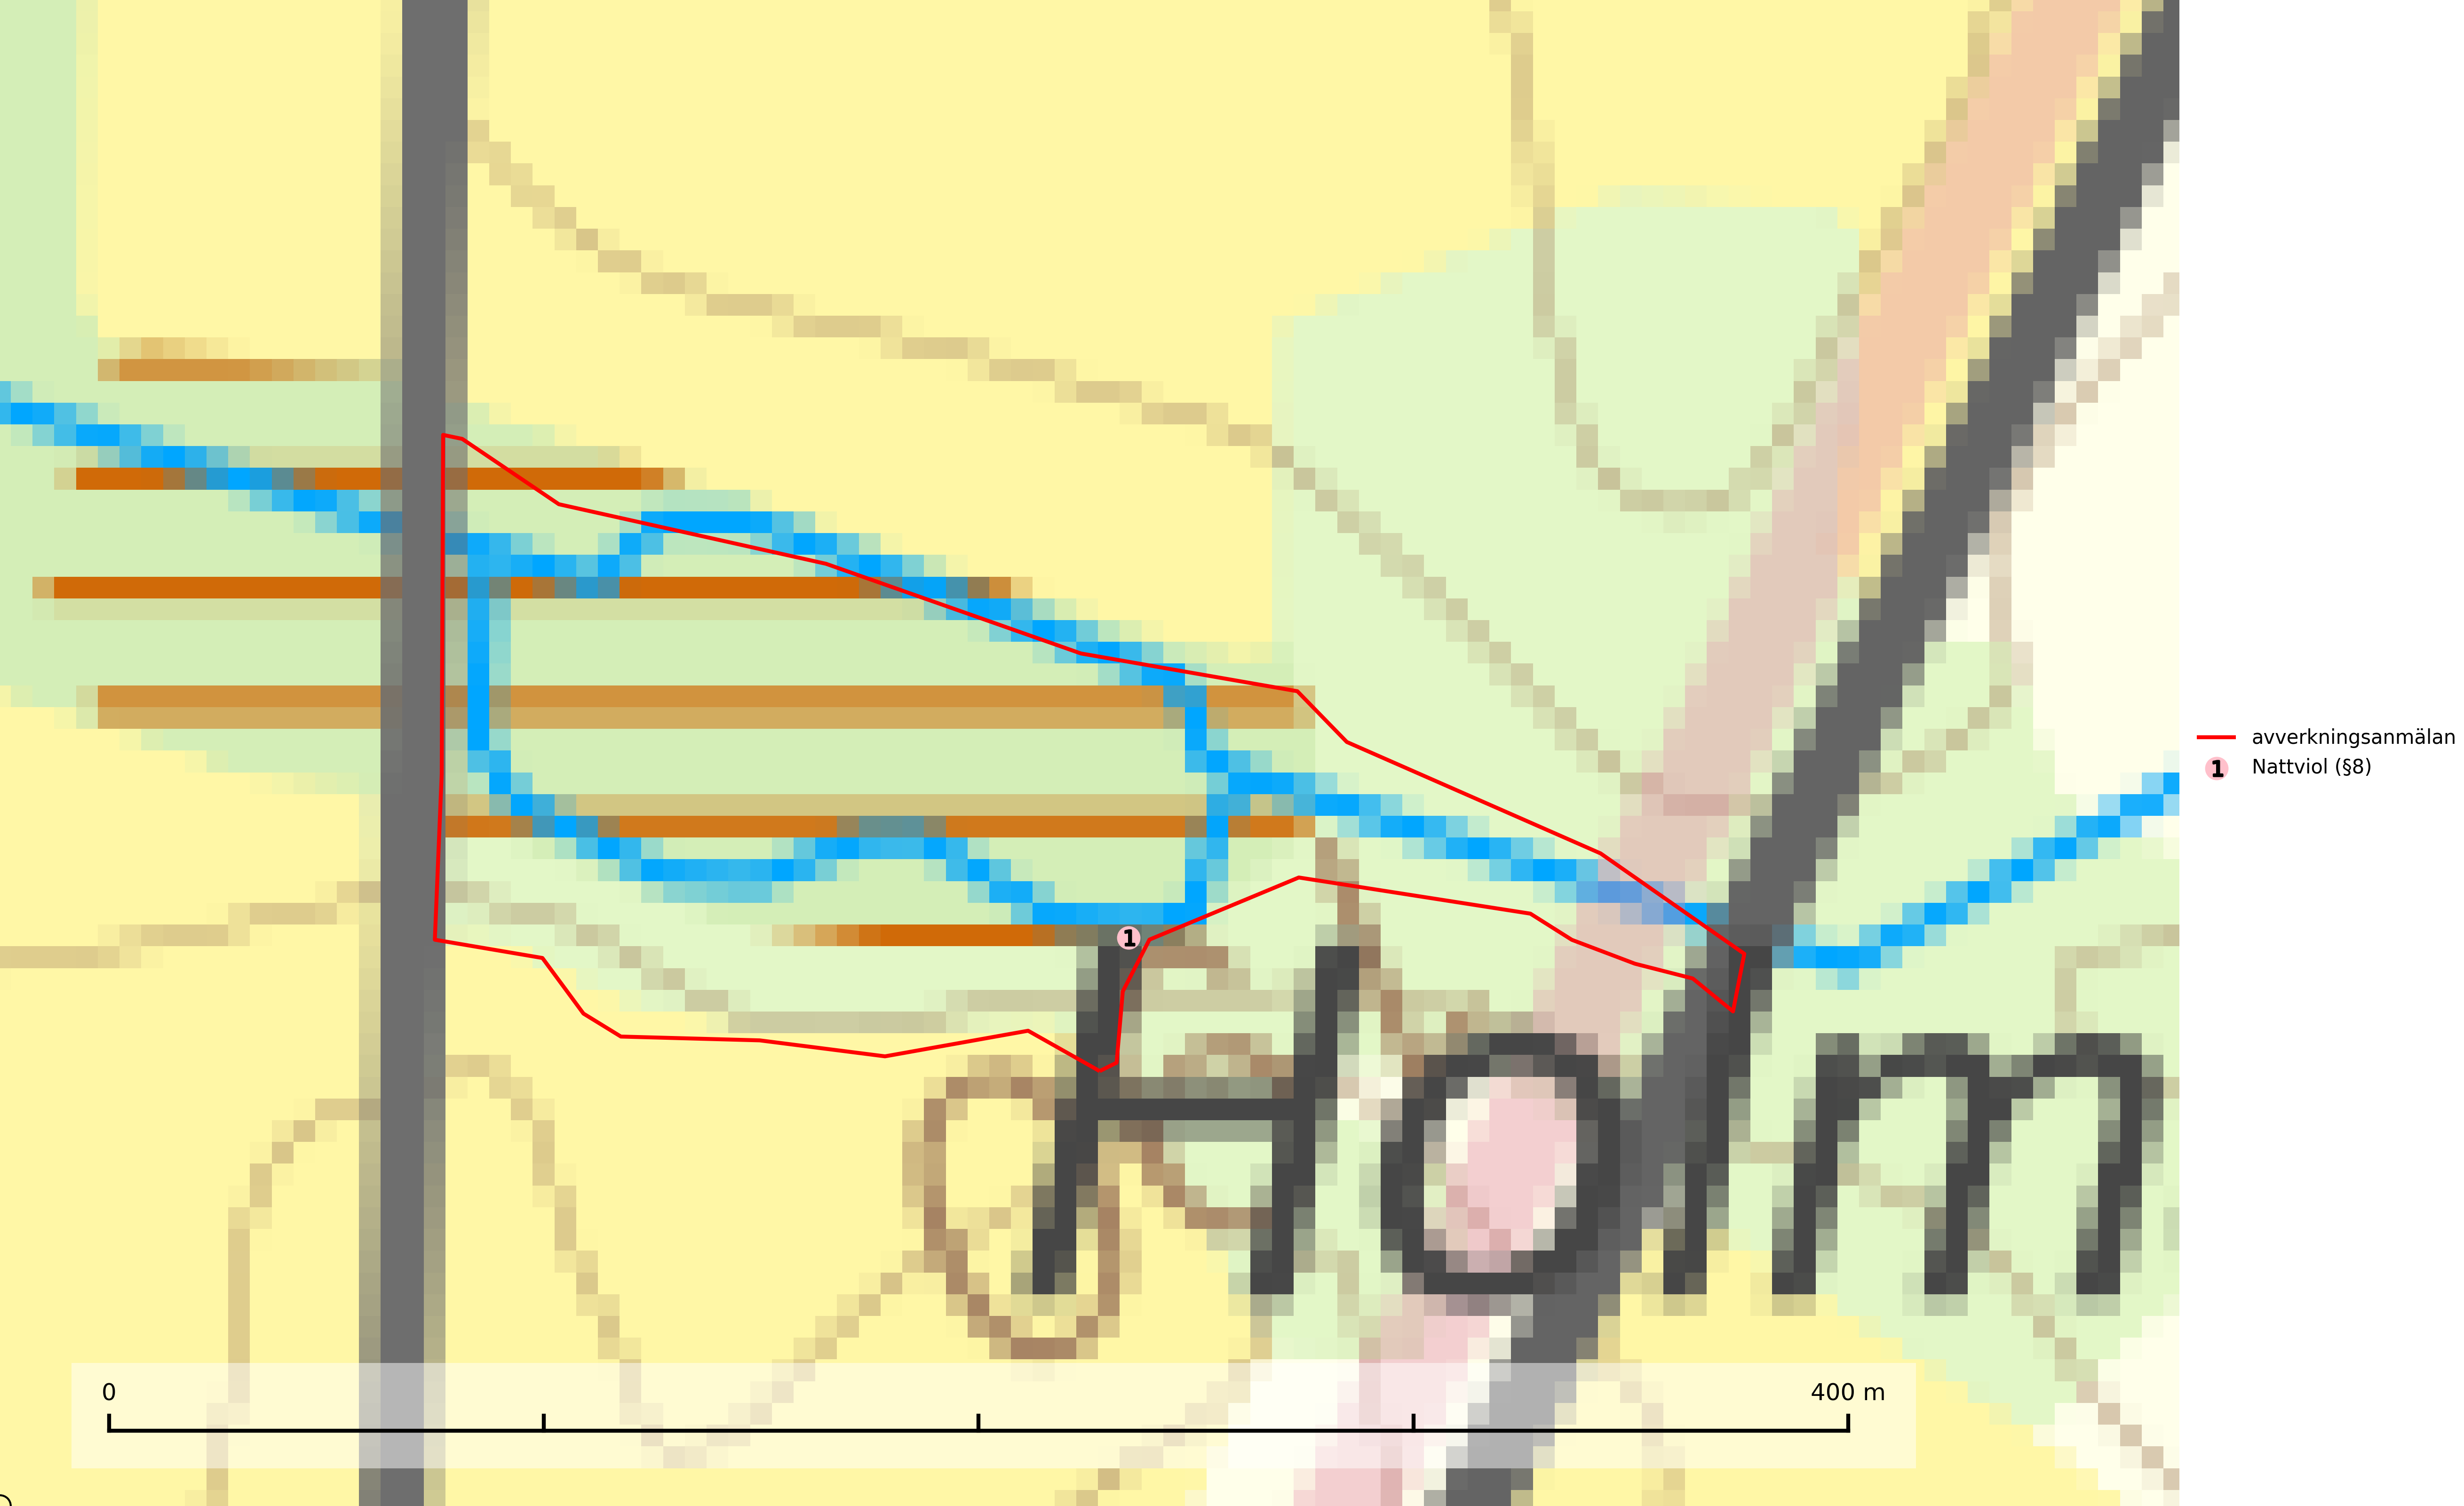 avverkningsanmälan
1 Nattviol (§8)
1
Holm
0 400 m